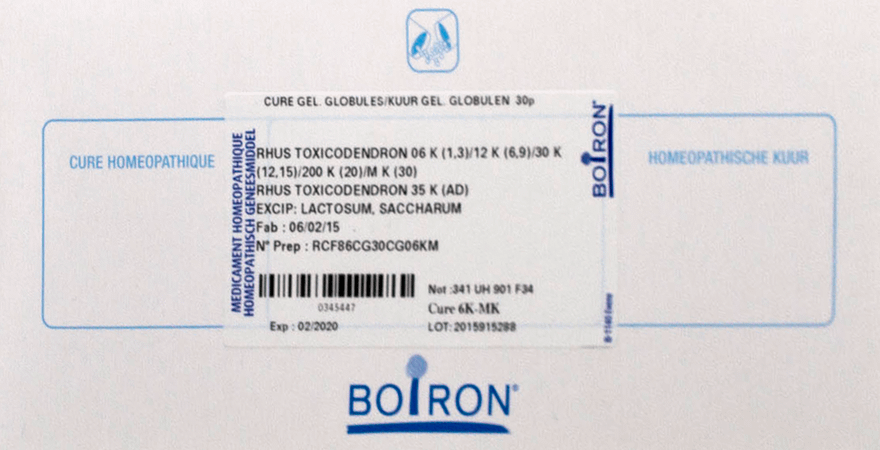 CURE GEL. GLOBULES/KUUR GEL. GLOBULEN 30p
CURE HOMEOPATHIQUE
HOMEOPATHISCHE KUUR
MEDICAMENT HOMEOPATHIQUE
HOMEOPATHISCH GENEESMIDDEL
RHUS TOXICODENDRON 06 K (1,3)/12 K (6,9)/30 K
(12,15)/200 K (20)/M K (30)
RHUS TOXICODENDRON 35 K (AD)
EXCIP: LACTOSUM, SACCHARUM
Fab : 06/02/15
N° Prep : RCF86CG30CG06KM
BOIRON®
0345447
Not :341 UH 901 F34
Cure 6K-MK
Exp : 02/2020
LOT: 2015915288
BOIRON®